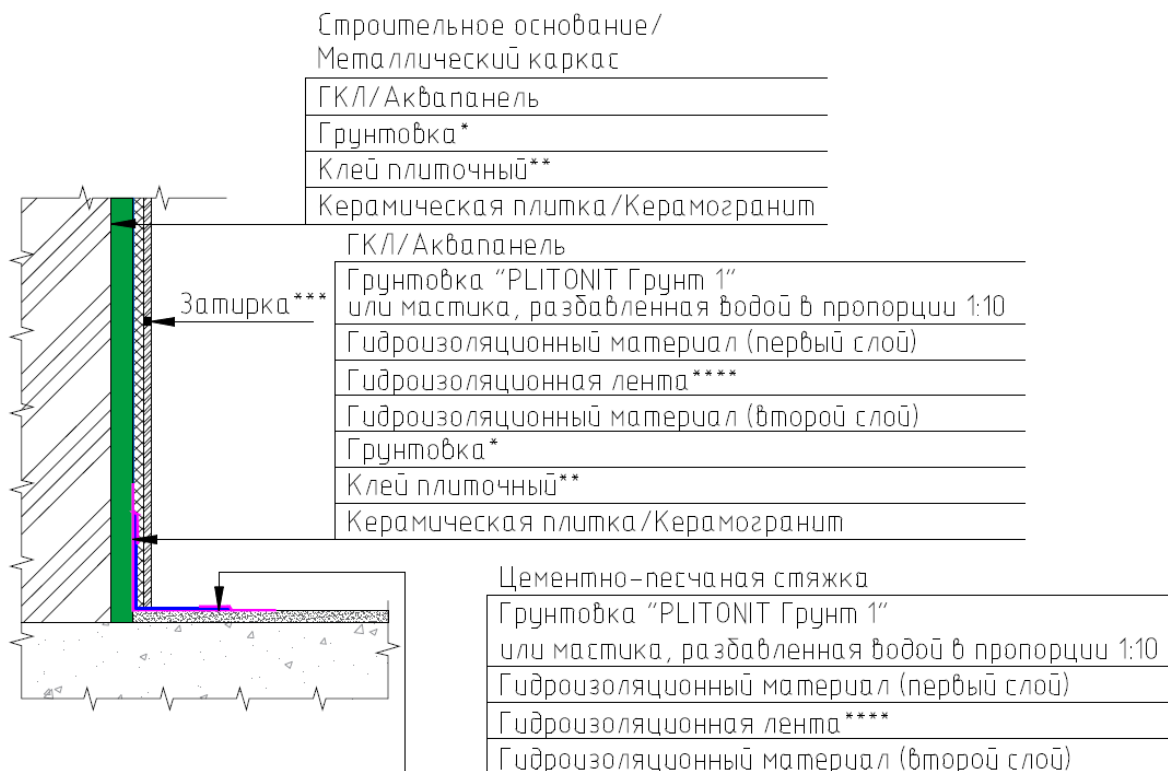 Строительное основание/
Металлический каркас
ГКЛ/Аквапанель
Грунтовка*
Клей плиточный**
Керамическая плитка/Керамогранит
ГКЛ/Аквапанель
Грунтовка “PLITONIT Грунт 1”
или мастика, разбавленная водой в пропорции 1:10
Затирка***
Гидроизоляционный материал (первый слой)
Гидроизоляционная лента****
Гидроизоляционный материал (второй слой)
Грунтовка*
Клей плиточный**
Керамическая плитка/Керамогранит
Цементно-песчаная стяжка
Грунтовка “PLITONIT Грунт 1”
или мастика, разбавленная водой в пропорции 1:10
Гидроизоляционный материал (первый слой)
Гидроизоляционная лента****
Гидроизоляционный материал (второй слой)